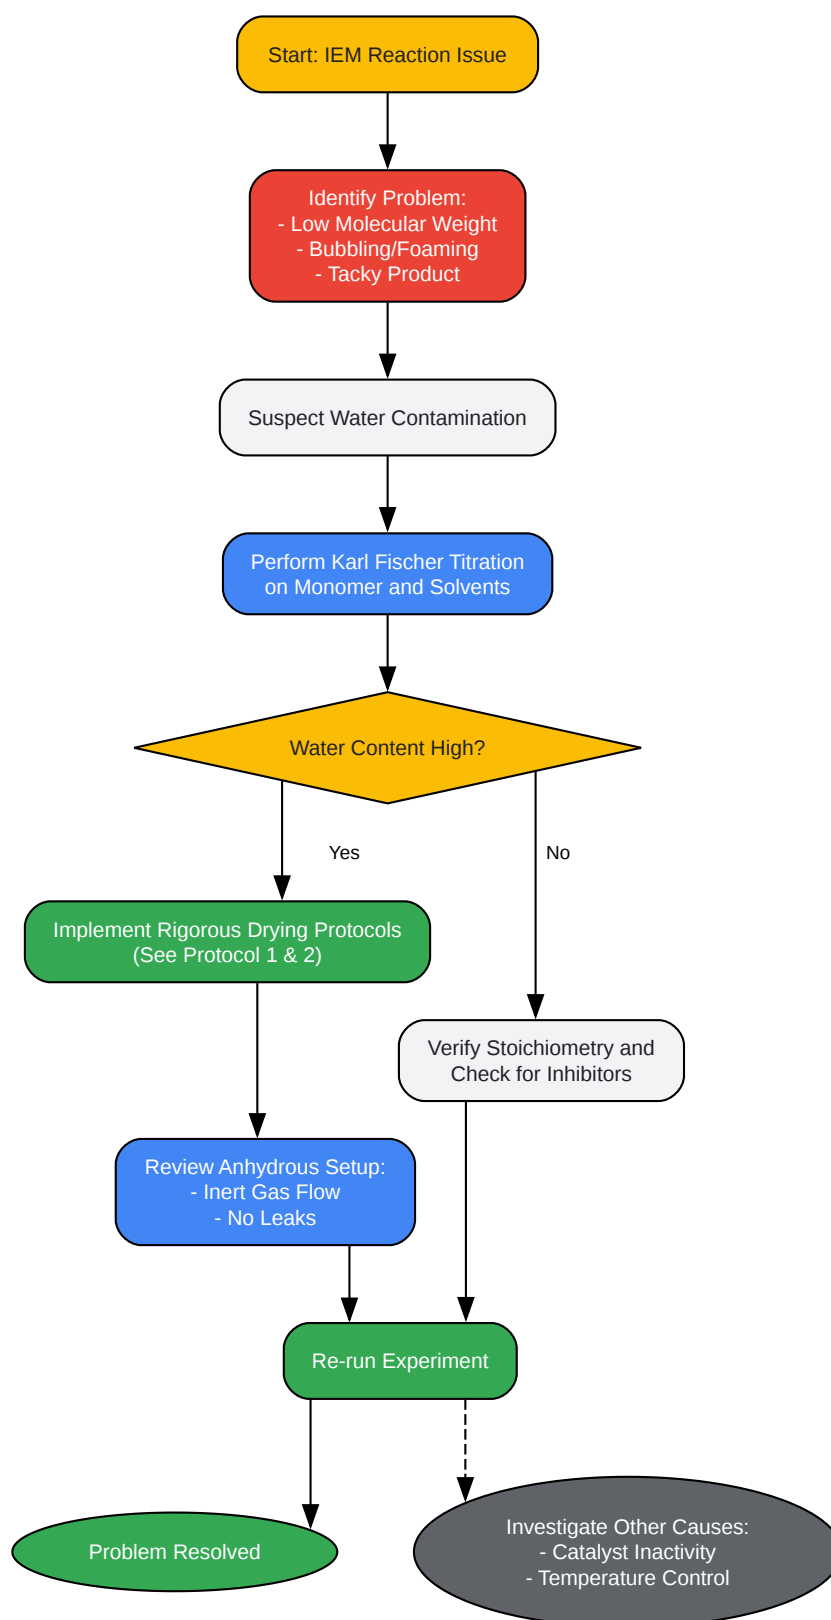 Start: IEM Reaction Issue
Identify Problem:
- Low Molecular Weight
- Bubbling/Foaming
- Tacky Product
Suspect Water Contamination
Perform Karl Fischer Titration
on Monomer and Solvents
Water Content High?
Yes
No
Implement Rigorous Drying Protocols
(See Protocol 1 & 2)
Verify Stoichiometry and
Check for Inhibitors
Review Anhydrous Setup:
- Inert Gas Flow
- No Leaks
Re-run Experiment
Problem Resolved
Investigate Other Causes:
- Catalyst Inactivity
- Temperature Control